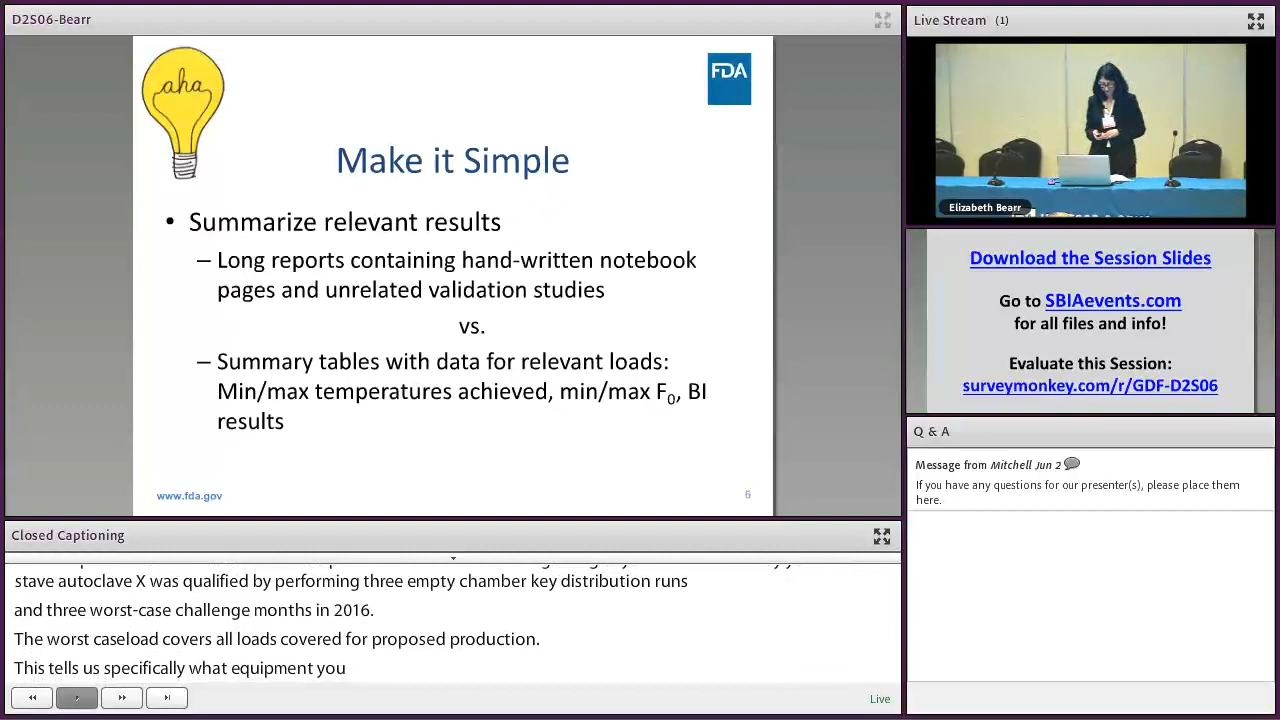 D2S06-Bearr
aha
FDA
Make it Simple
• Summarize relevant results
– Long reports containing hand-written notebook
pages and unrelated validation studies
vs.
– Summary tables with data for relevant loads:
Min/max temperatures achieved, min/max F0, BI
results
www.fda.gov
6
Live Stream (1)
Elizabeth Bearr
Download the Session Slides
Go to SBIAevents.com
for all files and info!
Evaluate this Session:
surveymonkey.com/r/GDF-D2S06
Q & A
Message from Mitchell Jun 2
If you have any questions for our presenter(s), please place them
here.
Closed Captioning
stave autoclave X was qualified by performing three empty chamber key distribution runs
and three worst-case challenge months in 2016.
The worst caseload covers all loads covered for proposed production.
This tells us specifically what equipment you
Live